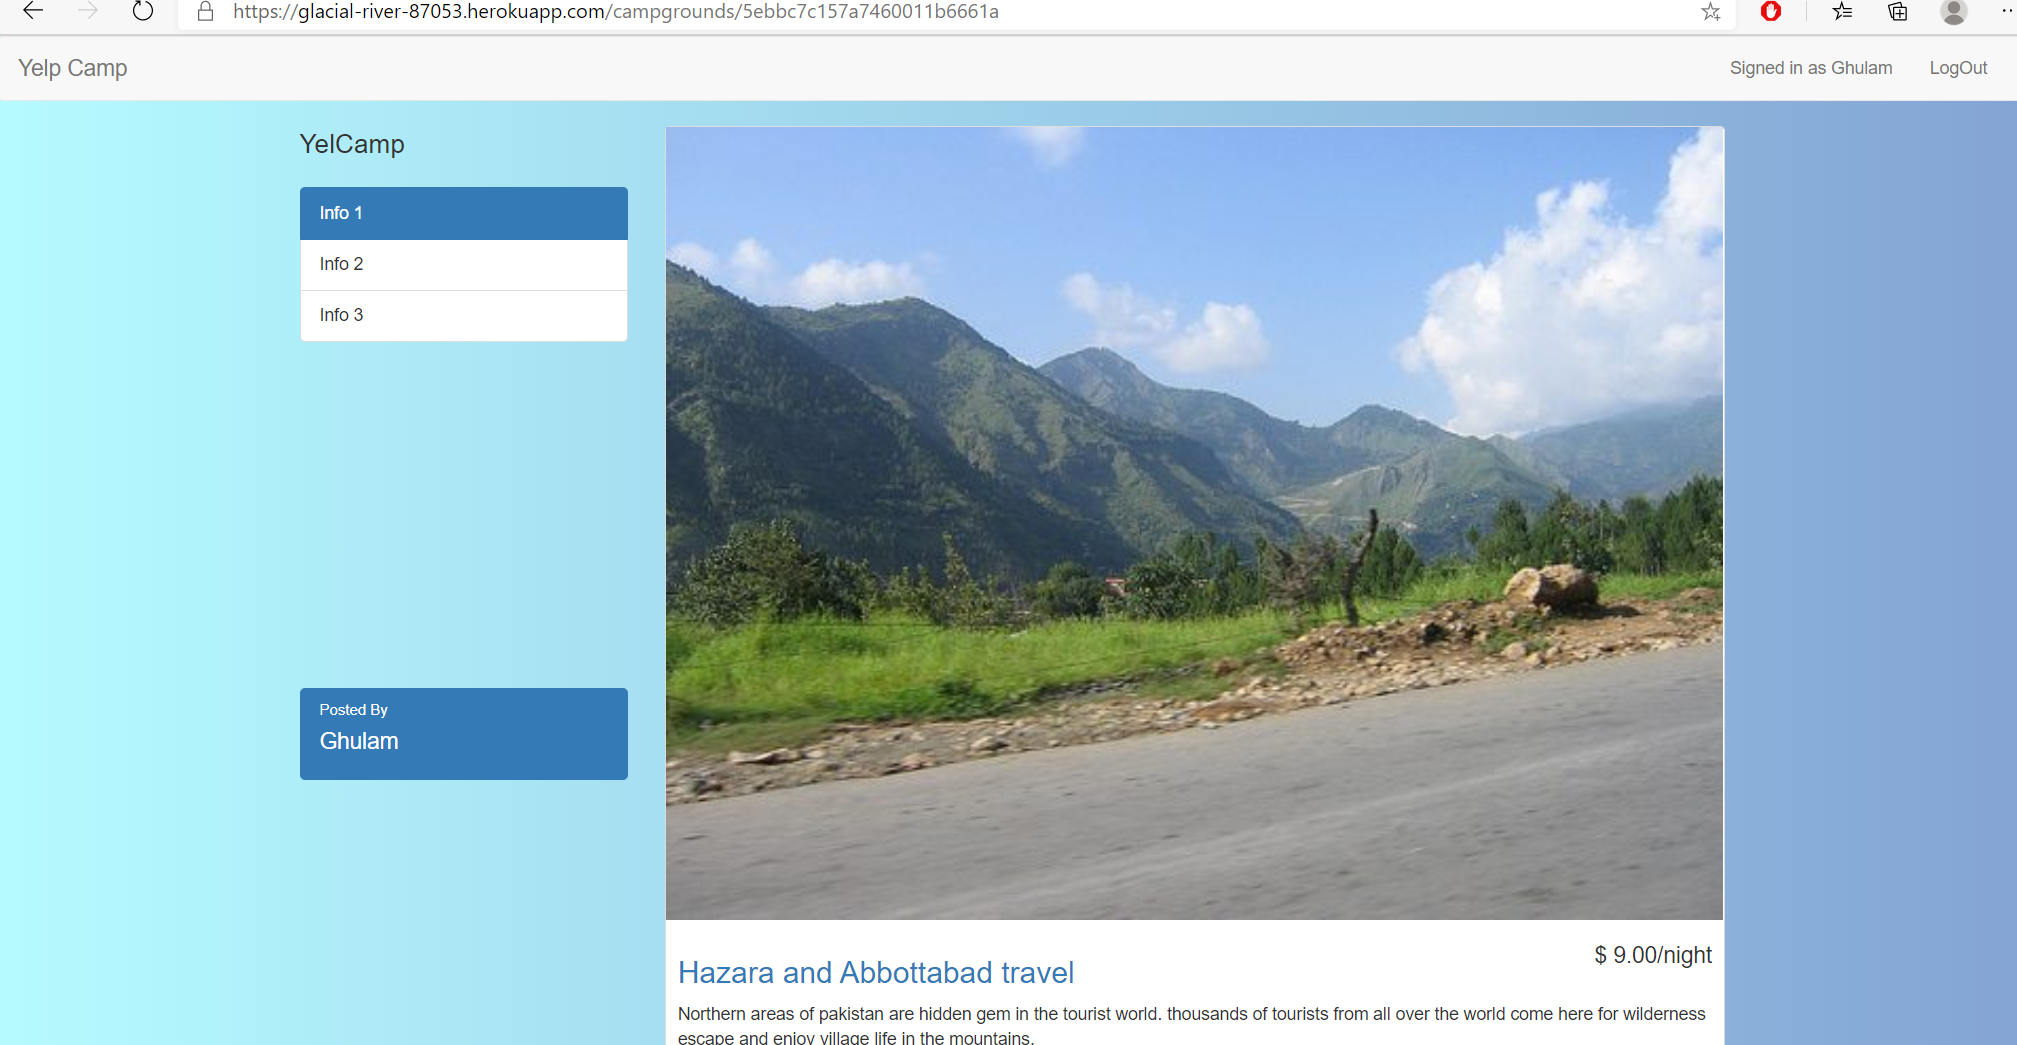 https://glacial-river-87053.herokuapp.com/campgrounds/5ebbc7c157a7460011b6661a
Yelp Camp
Signed in as Ghulam
LogOut
YelCamp
Info 1
Info 2
Info 3
Posted By
Ghulam
$ 9.00/night
Hazara and Abbottabad travel
Northern areas of pakistan are hidden gem in the tourist world. thousands of tourists from all over the world come here for wilderness
escape and enjoy village life in the mountains.